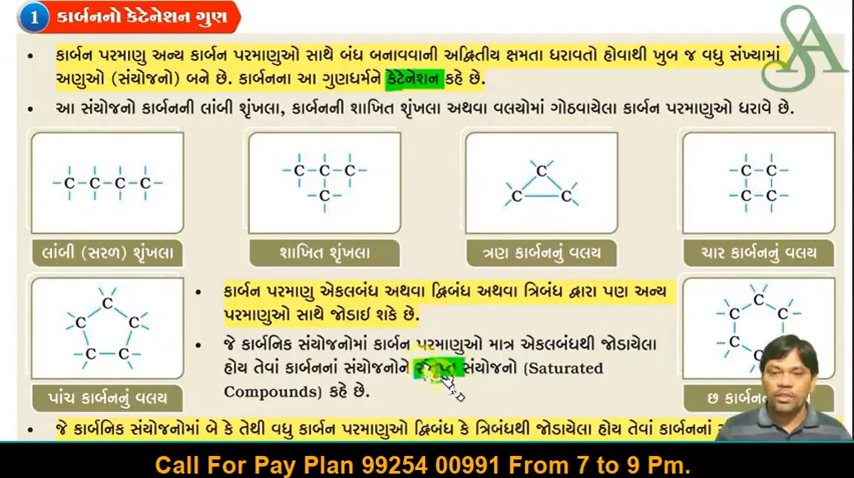 1 કાર્બનનો કેટેનેશન ગુણ
• કાર્બન પરમાણુ અન્ય કાર્બન પરમાણુઓ સાથે બંધ બનાવવાની અદ્વિતીય ક્ષમતા ધરાવતો હોવાથી ખુબ જ વધુ સંખ્યામાં
અણુઓ (સંયોજનો) બને છે. કાર્બનના આ ગુણધર્મને કેટેનેશન કહે છે.
• આ સંયોજનો કાર્બનની લાંબી શૃંખલા, કાર્બનની શાખિત શૃંખલા અથવા વલયોમાં ગોઠવાયેલા કાર્બન પરમાણુઓ ધરાવે છે.
C C C C
C C C
C
C
C C
C C
C C
લાંબી (સરળ) શૃંખલા
શાખિત શૃંખલા
ત્રણ કાર્બનનું વલય
ચાર કાર્બનનું વલય
C
C C
C C
પાંચ કાર્બનનું વલય
• કાર્બન પરમાણુ એકલબંધ અથવા દ્વિબંધ અથવા ત્રિબંધ દ્વારા પણ અન્ય
પરમાણુઓ સાથે જોડાઇ શકે છે.
• જે કાર્બનિક સંયોજનોમાં કાર્બન પરમાણુઓ માત્ર એકલબંધથી જોડાયેલા
હોય તેવાં કાર્બનનાં સંયોજનોને સંયોજનો (Saturated
Compounds) કહે છે.
C
C C
C C
છ
• જે કાર્બનિક સંયોજનોમાં બે કે તેથી વધુ કાર્બન પરમાણુઓ દ્વિબંધ કે ત્રિબંધથી જોડાયેલા હોય તેવાં કાર્બનનાં
Call For Pay Plan 99254 00991 From 7 to 9 Pm.